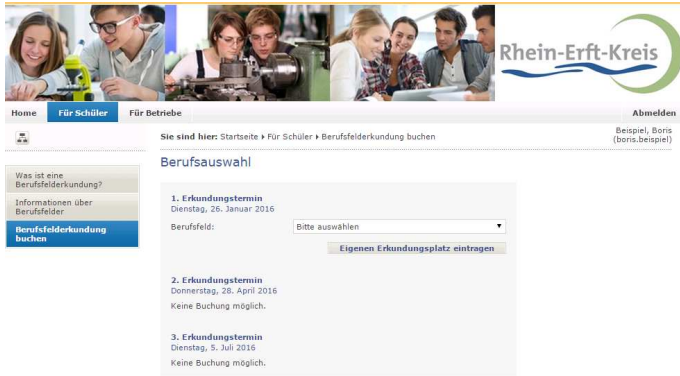 Rhein-Erft-Kreis
Home Für Schüler Für Betriebe Abmelden
Sie sind hier: Startseite ▸ Für Schüler ▸ Berufsfelderkundung buchen
Beispiel, Boris
(boris.beispiel)
Was ist eine
Berufsfelderkundung?
Informationen über
Berufsfelder
Berufsfelderkundung
buchen
Berufsauswahl
1. Erkundungstermin
Dienstag, 26. Januar 2016
Berufsfeld: Bitte auswählen
Eigenen Erkundungsplatz eintragen
2. Erkundungstermin
Donnerstag, 28. April 2016
Keine Buchung möglich.
3. Erkundungstermin
Dienstag, 5. Juli 2016
Keine Buchung möglich.